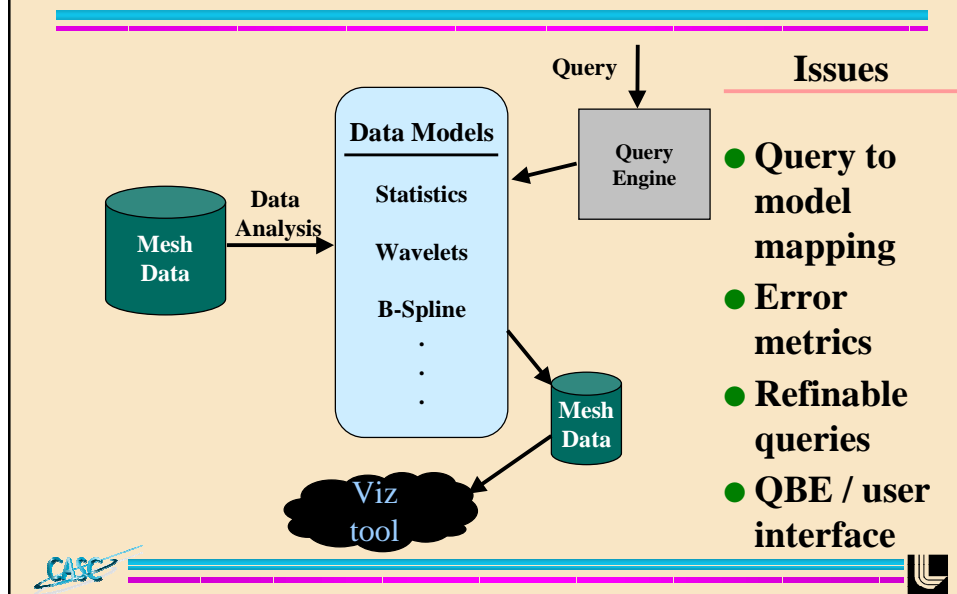 Query
Issues
Data Models
Statistics
Wavelets
B-Spline
.
.
.
Query
Engine
Data
Analysis
Mesh
Data
Mesh
Data
Viz
tool
● Query to
model
mapping
● Error
metrics
● Refinable
queries
● QBE / user
interface
CASC